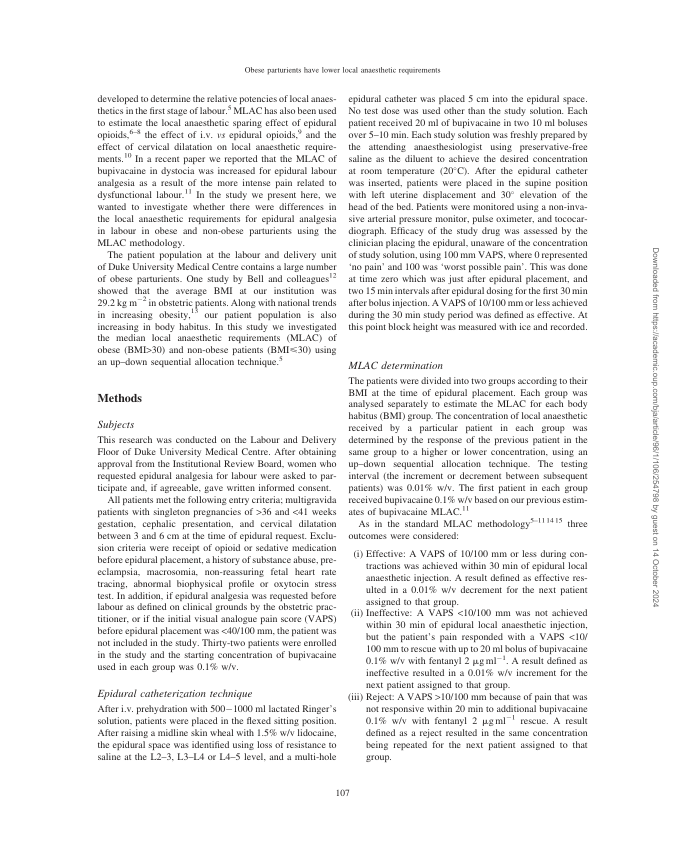 Obese parturients have lower local anaesthetic requirements
developed to determine the relative potencies of local anaes-
thetics in the first stage of labour.5 MLAC has also been used
to estimate the local anaesthetic sparing effect of epidural
opioids,6–8 the effect of i.v. vs epidural opioids,9 and the
effect of cervical dilatation on local anaesthetic require-
ments.10 In a recent paper we reported that the MLAC of
bupivacaine in dystocia was increased for epidural labour
analgesia as a result of the more intense pain related to
dysfunctional labour.11 In the study we present here, we
wanted to investigate whether there were differences in
the local anaesthetic requirements for epidural analgesia
in labour in obese and non-obese parturients using the
MLAC methodology.
The patient population at the labour and delivery unit
of Duke University Medical Centre contains a large number
of obese parturients. One study by Bell and colleagues12
showed that the average BMI at our institution was
29.2 kg m−2 in obstetric patients. Along with national trends
in increasing obesity,13 our patient population is also
increasing in body habitus. In this study we investigated
the median local anaesthetic requirements (MLAC) of
obese (BMI>30) and non-obese patients (BMI≤30) using
an up–down sequential allocation technique.5
Methods
Subjects
This research was conducted on the Labour and Delivery
Floor of Duke University Medical Centre. After obtaining
approval from the Institutional Review Board, women who
requested epidural analgesia for labour were asked to par-
ticipate and, if agreeable, gave written informed consent.
All patients met the following entry criteria; multigravida
patients with singleton pregnancies of >36 and <41 weeks
gestation, cephalic presentation, and cervical dilatation
between 3 and 6 cm at the time of epidural request. Exclu-
sion criteria were receipt of opioid or sedative medication
before epidural placement, a history of substance abuse, pre-
eclampsia, macrosomia, non-reassuring fetal heart rate
tracing, abnormal biophysical profile or oxytocin stress
test. In addition, if epidural analgesia was requested before
labour as defined on clinical grounds by the obstetric prac-
titioner, or if the initial visual analogue pain score (VAPS)
before epidural placement was <40/100 mm, the patient was
not included in the study. Thirty-two patients were enrolled
in the study and the starting concentration of bupivacaine
used in each group was 0.1% w/v.
Epidural catheterization technique
After i.v. prehydration with 500−1000 ml lactated Ringer's
solution, patients were placed in the flexed sitting position.
After raising a midline skin wheal with 1.5% w/v lidocaine,
the epidural space was identified using loss of resistance to
saline at the L2–3, L3–L4 or L4–5 level, and a multi-hole
epidural catheter was placed 5 cm into the epidural space.
No test dose was used other than the study solution. Each
patient received 20 ml of bupivacaine in two 10 ml boluses
over 5–10 min. Each study solution was freshly prepared by
the attending anaesthesiologist using preservative-free
saline as the diluent to achieve the desired concentration
at room temperature (20°C). After the epidural catheter
was inserted, patients were placed in the supine position
with left uterine displacement and 30° elevation of the
head of the bed. Patients were monitored using a non-inva-
sive arterial pressure monitor, pulse oximeter, and tococar-
diograph. Efficacy of the study drug was assessed by the
clinician placing the epidural, unaware of the concentration
of study solution, using 100 mm VAPS, where 0 represented
'no pain' and 100 was 'worst possible pain'. This was done
at time zero which was just after epidural placement, and
two 15 min intervals after epidural dosing for the first 30 min
after bolus injection. A VAPS of 10/100 mm or less achieved
during the 30 min study period was defined as effective. At
this point block height was measured with ice and recorded.
MLAC determination
The patients were divided into two groups according to their
BMI at the time of epidural placement. Each group was
analysed separately to estimate the MLAC for each body
habitus (BMI) group. The concentration of local anaesthetic
received by a particular patient in each group was
determined by the response of the previous patient in the
same group to a higher or lower concentration, using an
up–down sequential allocation technique. The testing
interval (the increment or decrement between subsequent
patients) was 0.01% w/v. The first patient in each group
received bupivacaine 0.1% w/v based on our previous estim-
ates of bupivacaine MLAC.11
As in the standard MLAC methodology5–11 14 15 three
outcomes were considered:
(i) Effective: A VAPS of 10/100 mm or less during con-
tractions was achieved within 30 min of epidural local
anaesthetic injection. A result defined as effective res-
ulted in a 0.01% w/v decrement for the next patient
assigned to that group.
(ii) Ineffective: A VAPS <10/100 mm was not achieved
within 30 min of epidural local anaesthetic injection,
but the patient's pain responded with a VAPS <10/
100 mm to rescue with up to 20 ml bolus of bupivacaine
0.1% w/v with fentanyl 2 μg ml−1. A result defined as
ineffective resulted in a 0.01% w/v increment for the
next patient assigned to that group.
(iii) Reject: A VAPS >10/100 mm because of pain that was
not responsive within 20 min to additional bupivacaine
0.1% w/v with fentanyl 2 μg ml−1 rescue. A result
defined as a reject resulted in the same concentration
being repeated for the next patient assigned to that
group.
107
Downloaded from https://academic.oup.com/bja/article/96/1/106/254798 by guest on 14 October 2024